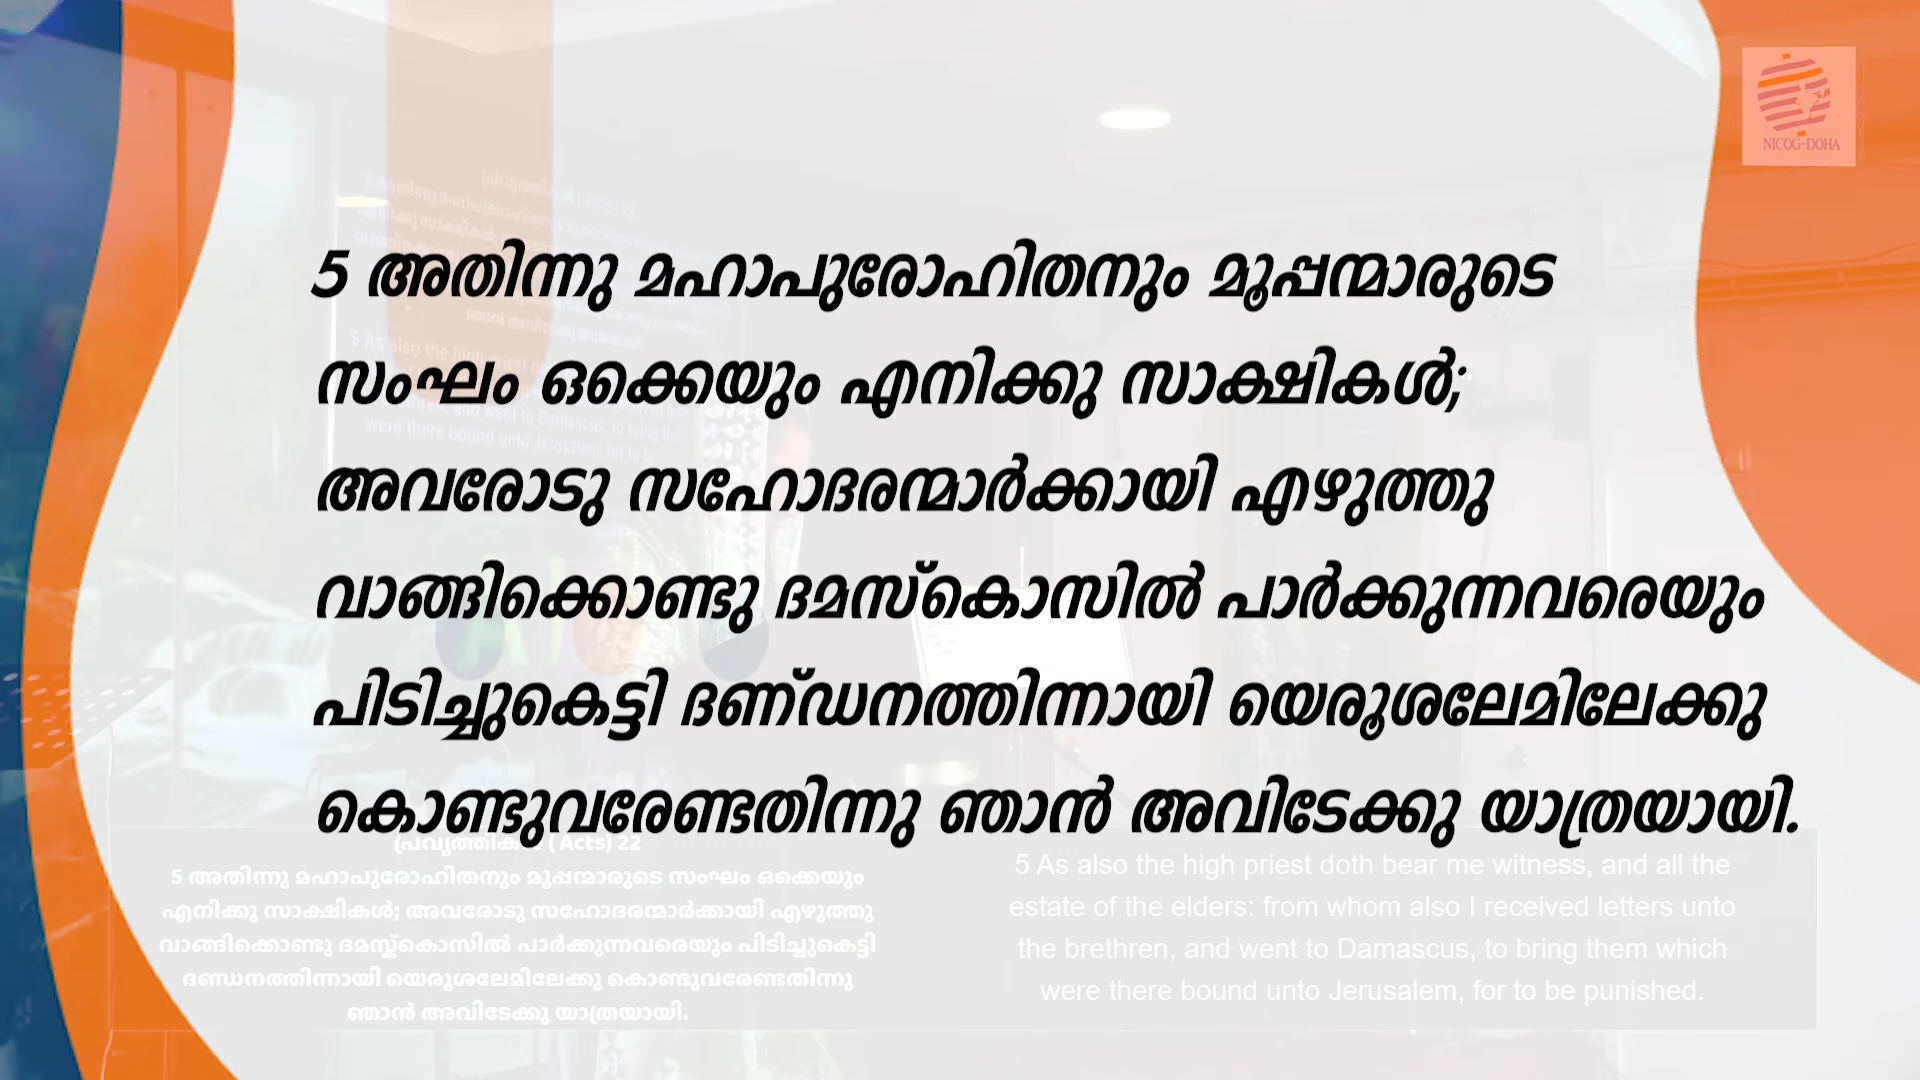 NICOG-DOHA
5 അതിന്നു മഹാപുരോഹിതനും മൂപ്പന്മാരുടെ
സംഘം ഒക്കെയും എനിക്കു സാക്ഷികൾ;
അവരോടു സഹോദരന്മാർക്കായി എഴുത്തു
വാങ്ങിക്കൊണ്ടു ദമസ്കൊസിൽ പാർക്കുന്നവരെയും
പിടിച്ചുകെട്ടി ദണ്ഡനത്തിന്നായി യെരൂശലേമിലേക്കു
കൊണ്ടുവരേണ്ടതിന്നു ഞാൻ അവിടേക്കു യാത്രയായി.
(Acts) 22
5 അതിന്നു മഹാപുരോഹിതനും മൂപ്പന്മാരുടെ സംഘം ഒക്കെയും
എനിക്കു സാക്ഷികൾ; അവരോടു സഹോദരന്മാർക്കായി എഴുത്തു
വാങ്ങിക്കൊണ്ടു ദമസ്കൊസിൽ പാർക്കുന്നവരെയും പിടിച്ചുകെട്ടി
ദണ്ഡനത്തിന്നായി യെരൂശലേമിലേക്കു കൊണ്ടുവരേണ്ടതിന്നു
ഞാൻ അവിടേക്കു യാത്രയായി.
5 As also the high priest doth bear me witness, and all the
estate of the elders: from whom also I received letters unto
the brethren, and went to Damascus, to bring them which
were there bound unto Jerusalem, for to be punished.